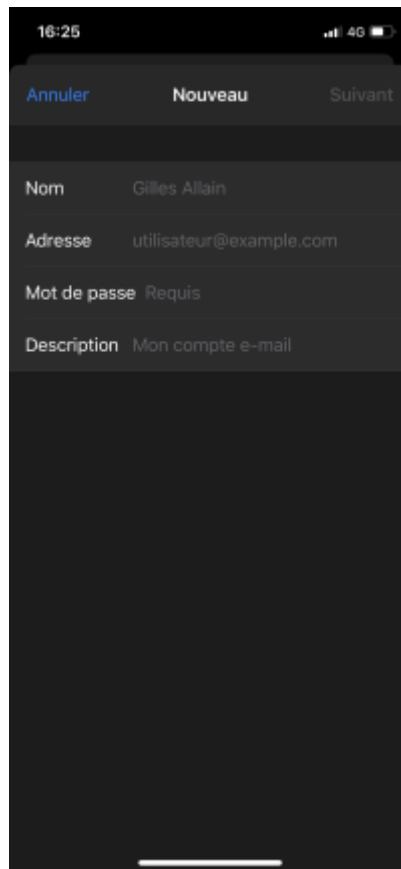 16:25 4G
Annuler Nouveau Suivant
Nom Gilles Allain
Adresse utilisateur@example.com
Mot de passe Requis
Description Mon compte e-mail